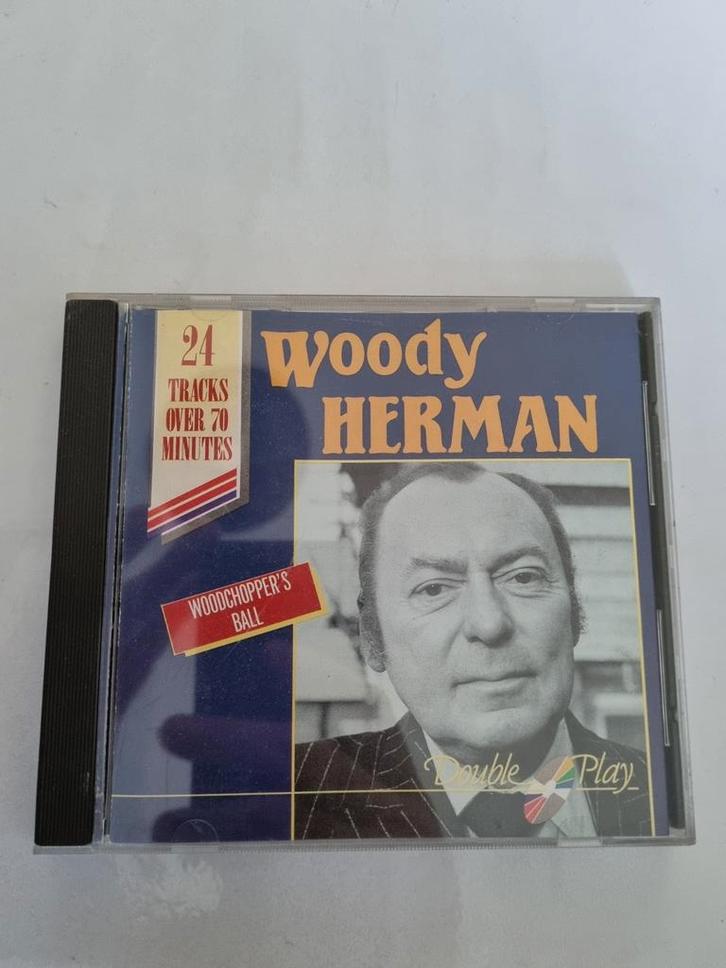 24
TRACKS
OVER 70
MINUTES
Woody
HERMAN
WOODCHOPPER'S
BALL
Double Play